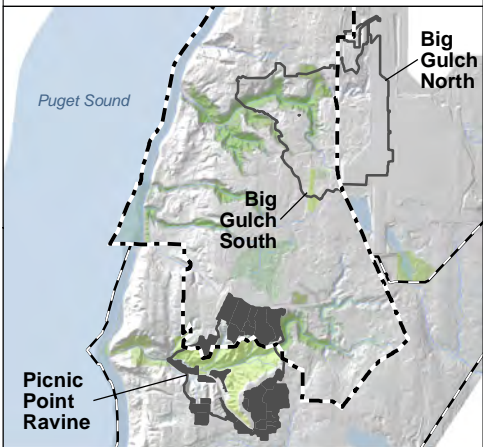 Big
Gulch
North
Puget Sound
Big
Gulch
South
Picnic
Point
Ravine